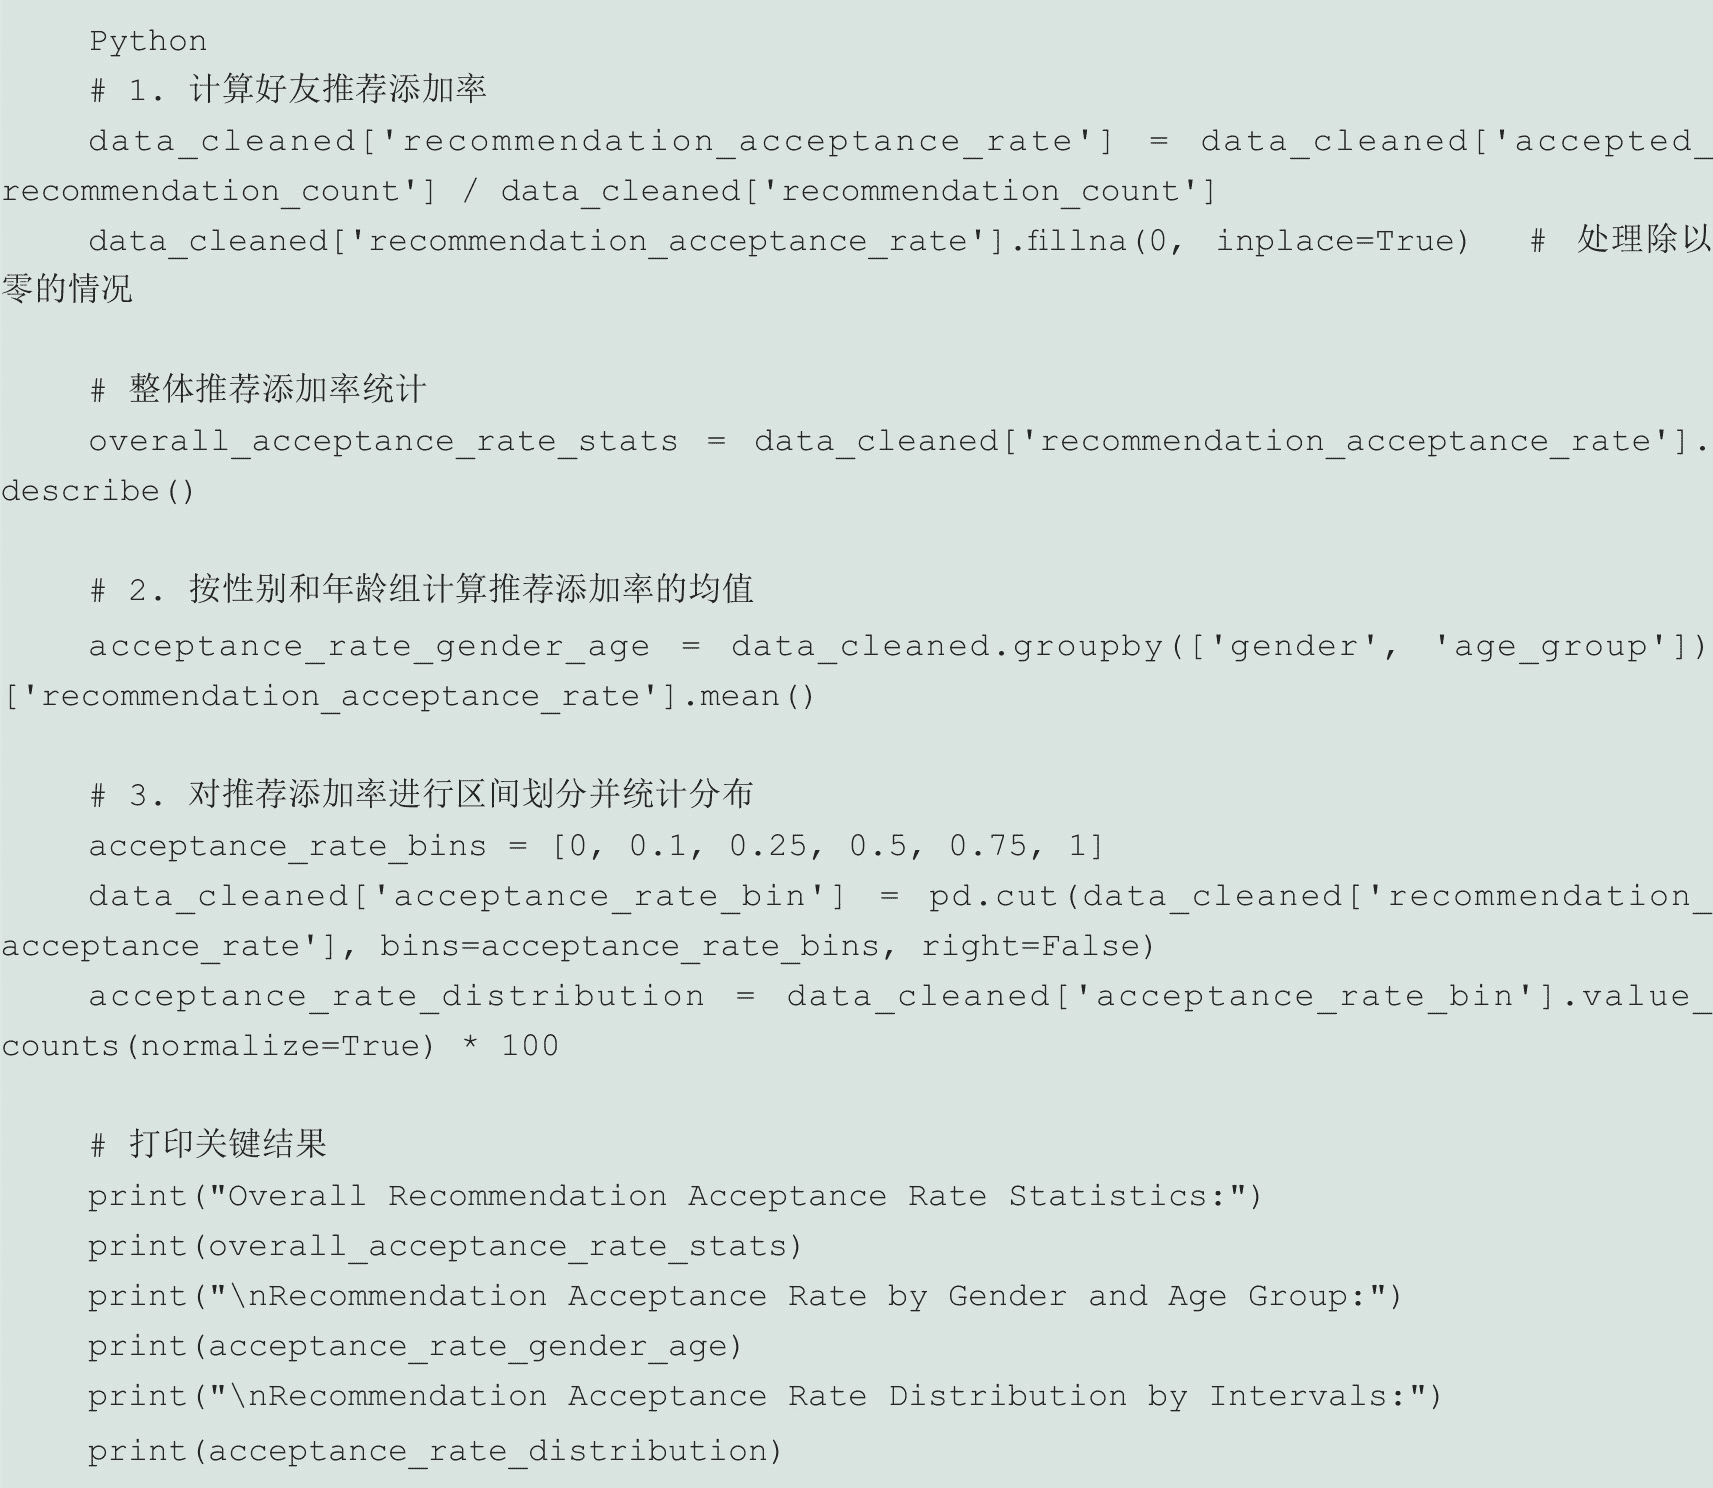 Python
# 1. 计算好友推荐添加率
data_cleaned['recommendation_acceptance_rate'] = data_cleaned['accepted_
recommendation_count'] / data_cleaned['recommendation_count']
data_cleaned['recommendation_acceptance_rate'].fillna(0, inplace=True) # 处理除以
零的情况
# 整体推荐添加率统计
overall_acceptance_rate_stats = data_cleaned['recommendation_acceptance_rate'].
describe()
# 2. 按性别和年龄组计算推荐添加率的均值
acceptance_rate_gender_age = data_cleaned.groupby(['gender', 'age_group'])
['recommendation_acceptance_rate'].mean()
# 3. 对推荐添加率进行区间划分并统计分布
acceptance_rate_bins = [0, 0.1, 0.25, 0.5, 0.75, 1]
data_cleaned['acceptance_rate_bin'] = pd.cut(data_cleaned['recommendation_
acceptance_rate'], bins=acceptance_rate_bins, right=False)
acceptance_rate_distribution = data_cleaned['acceptance_rate_bin'].value_
counts(normalize=True) * 100
# 打印关键结果
print("Overall Recommendation Acceptance Rate Statistics:")
print(overall_acceptance_rate_stats)
print("\nRecommendation Acceptance Rate by Gender and Age Group:")
print(acceptance_rate_gender_age)
print("\nRecommendation Acceptance Rate Distribution by Intervals:")
print(acceptance_rate_distribution)